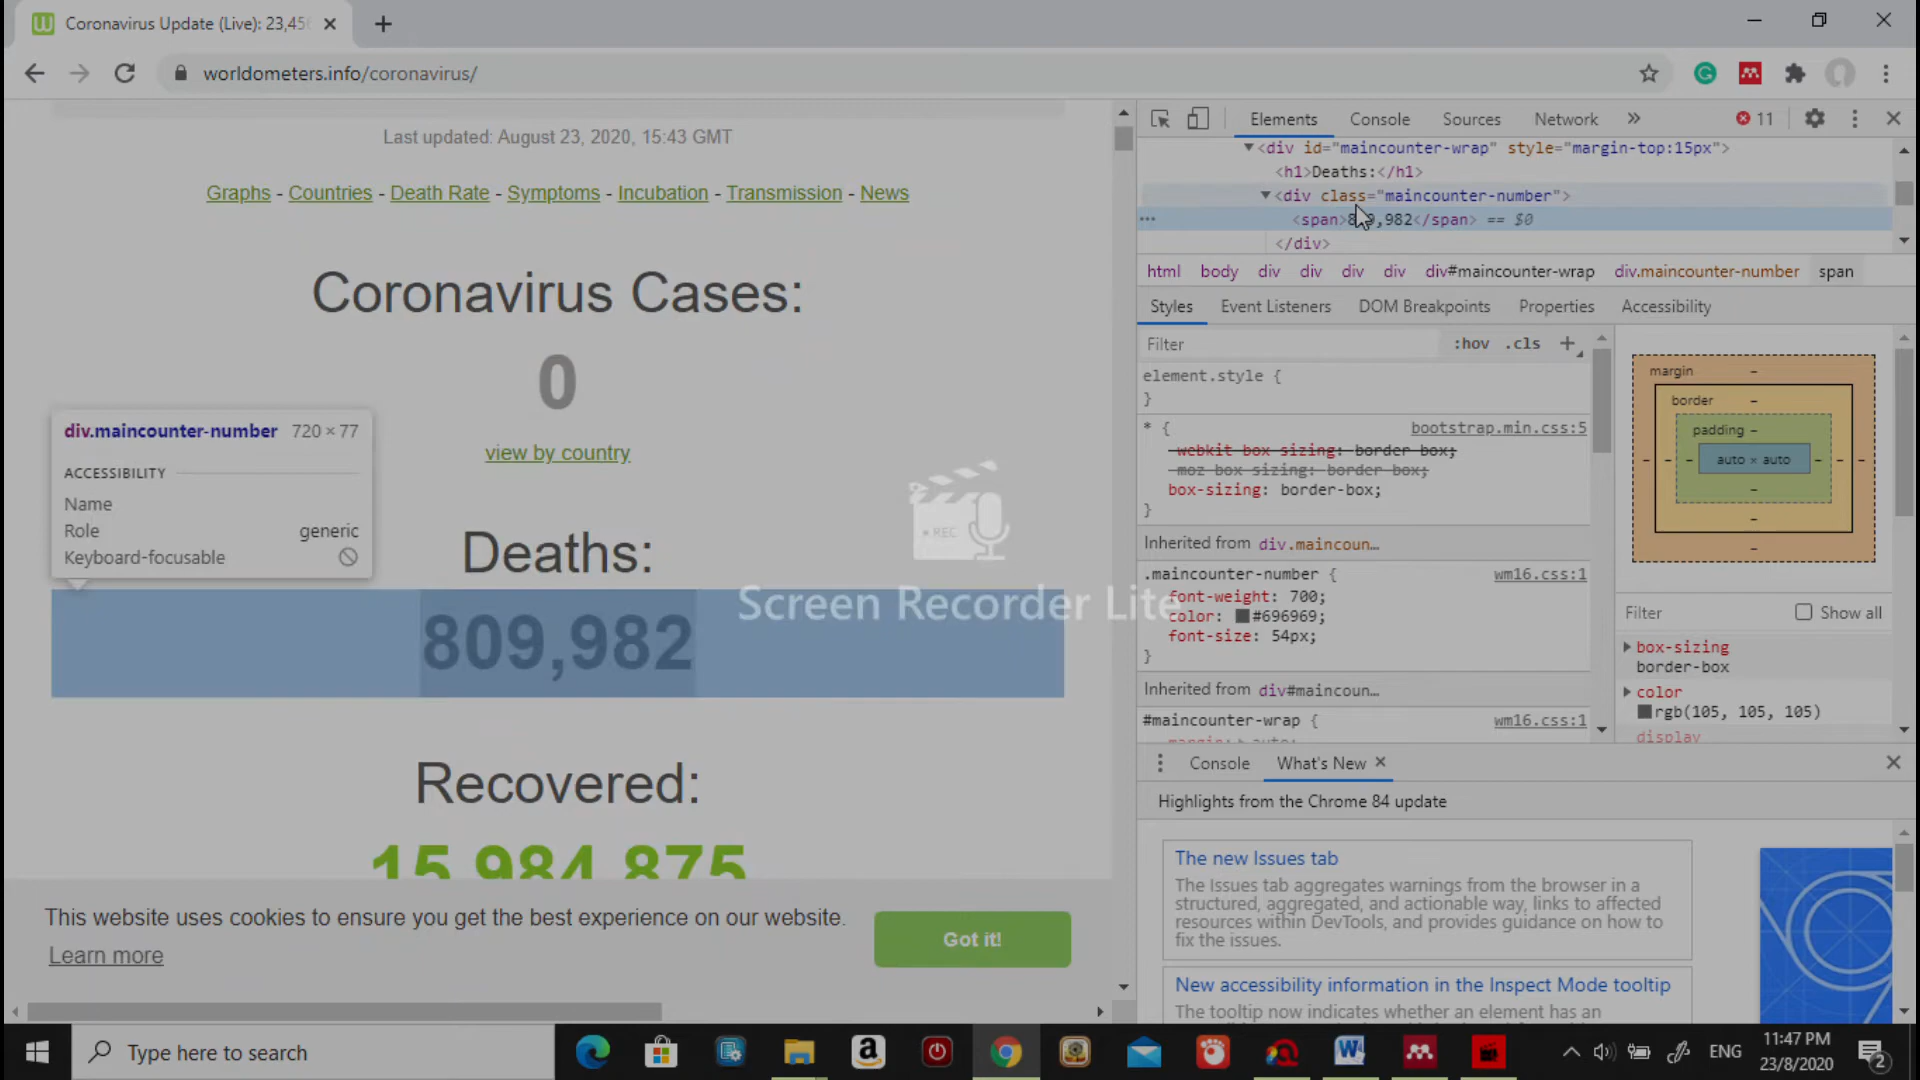 Coronavirus Update (Live): 23,456
worldometers.info/coronavirus/
Last updated: August 23, 2020, 15:43 GMT
Graphs - Countries - Death Rate - Symptoms - Incubation - Transmission - News
Coronavirus Cases:
0
view by country
div.maincounter-number 720 × 77
ACCESSIBILITY
Name
Role generic
Keyboard-focusable
Deaths:
809,982
Recovered:
15,984,875
This website uses cookies to ensure you get the best experience on our website.
Learn more
Got it!
REC
Screen Recorder Lite
Elements Console Sources Network » 11
<div id="maincounter-wrap" style="margin-top:15px">
<h1>Deaths:</h1>
<div class="maincounter-number">
<span>809,982</span> == $0
</div>
html body div div div div div#maincounter-wrap div.maincounter-number span
Styles Event Listeners DOM Breakpoints Properties Accessibility
Filter :hov .cls +
element.style {
}
* { bootstrap.min.css:5
-webkit-box-sizing: border-box;
-moz-box-sizing: border-box;
box-sizing: border-box;
}
Inherited from div.maincoun…
.maincounter-number { wm16.css:1
font-weight: 700;
color: #696969;
font-size: 54px;
}
Inherited from div#maincoun…
#maincounter-wrap { wm16.css:1
margin: auto;
margin -
border -
padding -
auto × auto
Filter Show all
box-sizing
border-box
color
rgb(105, 105, 105)
display
Console What's New
Highlights from the Chrome 84 update
The new Issues tab
The Issues tab aggregates warnings from the browser in a
structured, aggregated, and actionable way, links to affected
resources within DevTools, and provides guidance on how to
fix the issues.
New accessibility information in the Inspect Mode tooltip
The tooltip now indicates whether an element has an
Type here to search
ENG
11:47 PM
23/8/2020
2